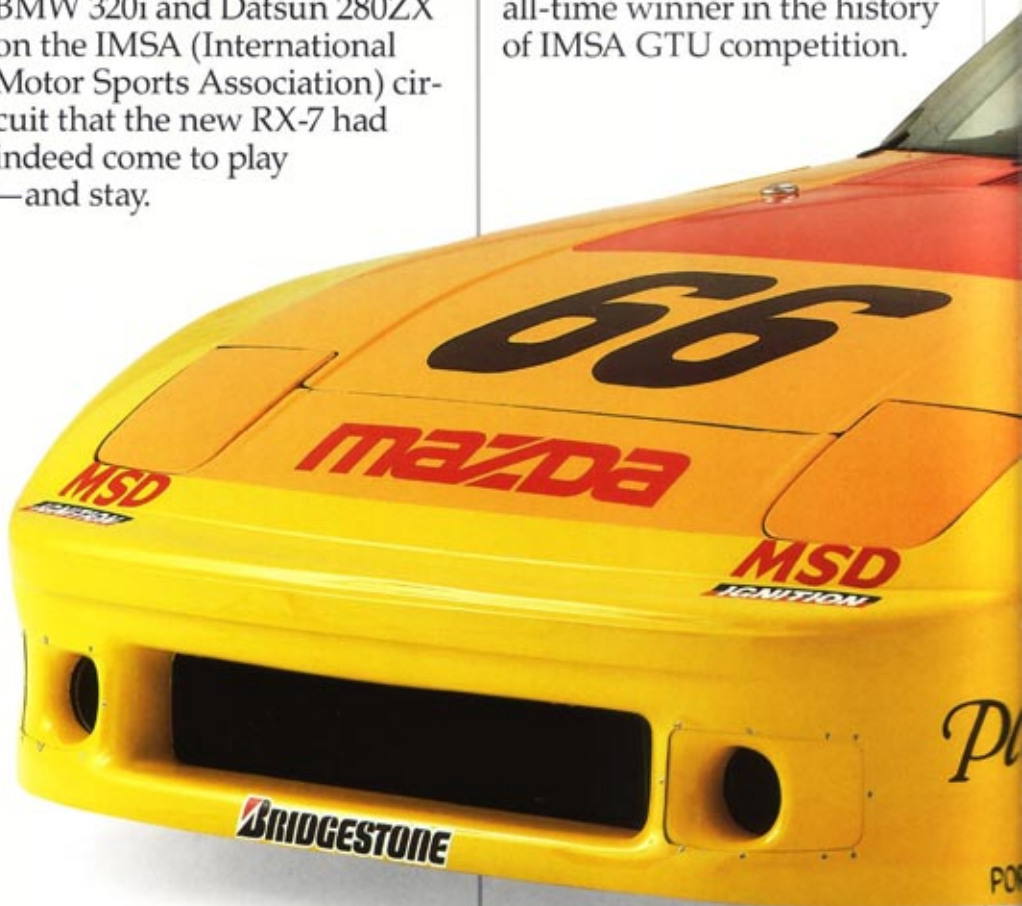 BMW 320i and Datsun 280ZX
on the IMSA (International
Motor Sports Association) cir-
cuit that the new RX-7 had
indeed come to play
—and stay.
all-time winner in the history
of IMSA GTU competition.
66
mazda
MSD
IGNITION
MSD
IGNITION
BRIDGESTONE